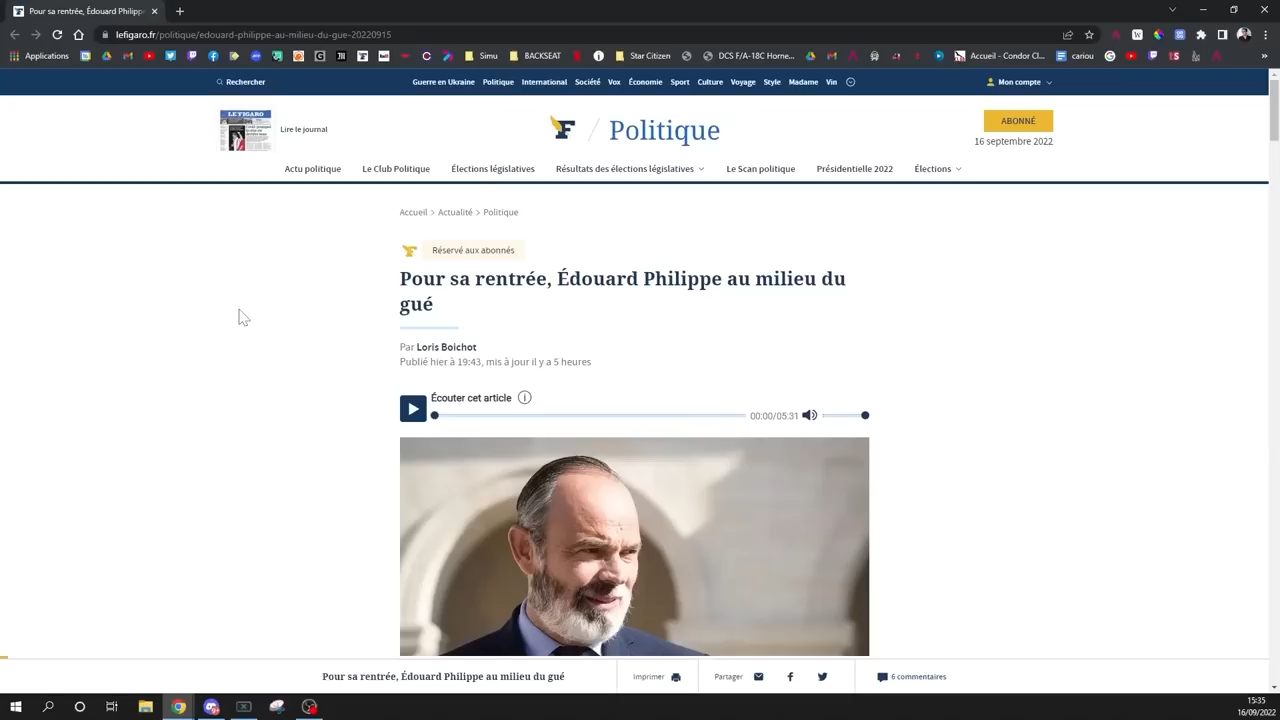 Pour sa rentrée, Édouard Philip
lefigaro.fr/politique/edouard-philippe-au-milieu-du-gue-20220915
Applications Simu BACKSEAT Star Citizen DCS F/A-18C Horne... Accueil - Condor Cl... cariou
Rechercher Guerre en Ukraine Politique International Société Vox Économie Sport Culture Voyage Style Madame Vin Mon compte
LE FIGARO
Lire le journal
Politique
ABONNÉ
16 septembre 2022
Actu politique Le Club Politique Élections législatives Résultats des élections législatives Le Scan politique Présidentielle 2022 Élections
Accueil > Actualité > Politique
Réservé aux abonnés
Pour sa rentrée, Édouard Philippe au milieu du
gué
Par Loris Boichot
Publié hier à 19:43, mis à jour il y a 5 heures
Écouter cet article
00:00/05:31
Pour sa rentrée, Édouard Philippe au milieu du gué Imprimer Partager 6 commentaires
15:35
16/09/2022